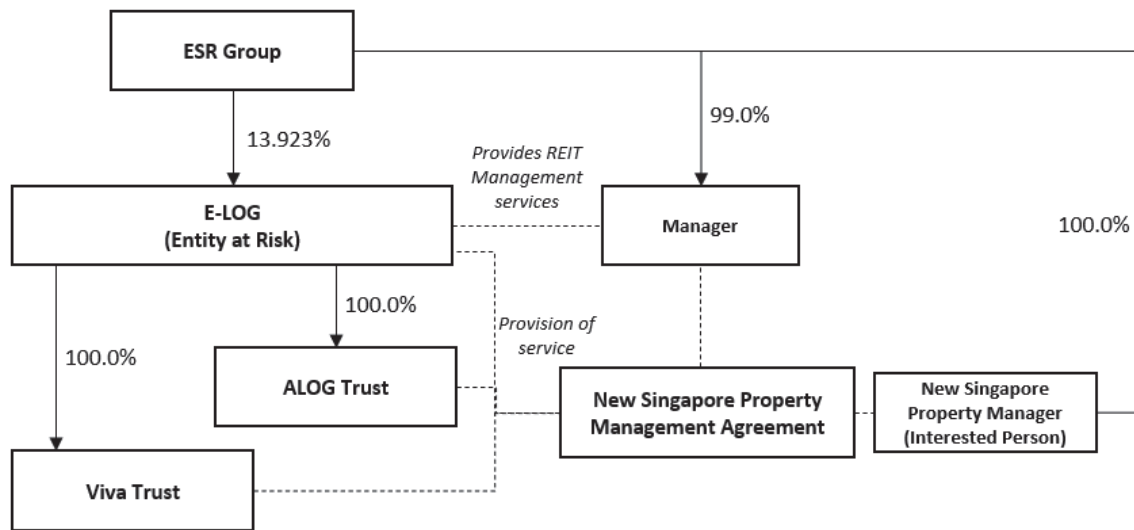 ESR Group
99.0%
13.923%
Provides REIT
Management
services
E-LOG
(Entity at Risk)
Manager
100.0%
100.0%
Provision of
service
100.0%
ALOG Trust
New Singapore Property
Management Agreement
New Singapore
Property Manager
(Interested Person)
Viva Trust